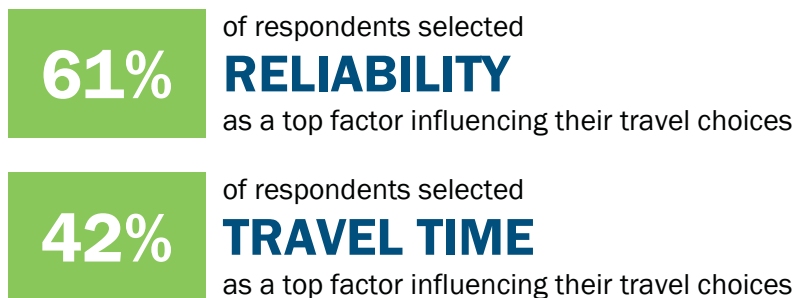 61%
of respondents selected
RELIABILITY
as a top factor influencing their travel choices
42%
of respondents selected
TRAVEL TIME
as a top factor influencing their travel choices